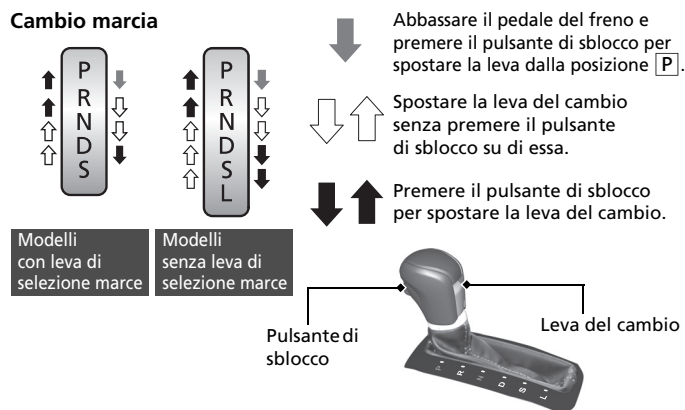 Cambio marcia
P
R
N
D
S
P
R
N
D
S
L
Modelli
con leva di
selezione marce
Modelli
senza leva di
selezione marce
Abbassare il pedale del freno e
premere il pulsante di sblocco per
spostare la leva dalla posizione P.
Spostare la leva del cambio
senza premere il pulsante
di sblocco su di essa.
Premere il pulsante di sblocco
per spostare la leva del cambio.
Pulsante di
sblocco
Leva del cambio
P R N D S L